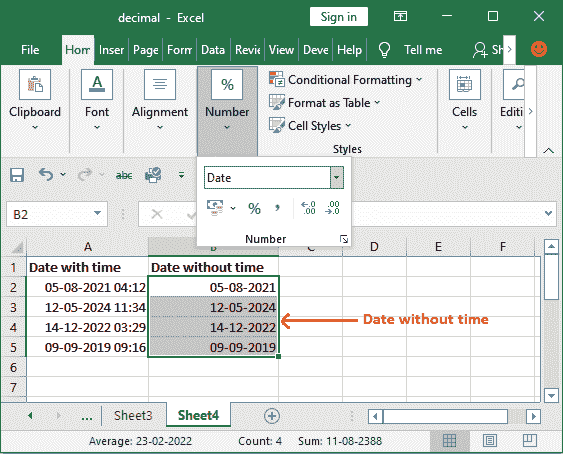 decimal - Excel
Sign in
File Hom Inser Page Form Data Revie View Deve Help Tell me Sh
Clipboard Font Alignment Number Conditional Formatting Format as Table Cell Styles Styles Cells Editi
abc
Date
% , ←.0 .00 .00 →.0
Number
B2
A B C D E F
1 Date with time Date without time
2 05-08-2021 04:12 05-08-2021
3 12-05-2024 11:34 12-05-2024
4 14-12-2022 03:29 14-12-2022
5 09-09-2019 09:16 09-09-2019
6
7
Date without time
... Sheet3 Sheet4
Average: 23-02-2022 Count: 4 Sum: 11-08-2388